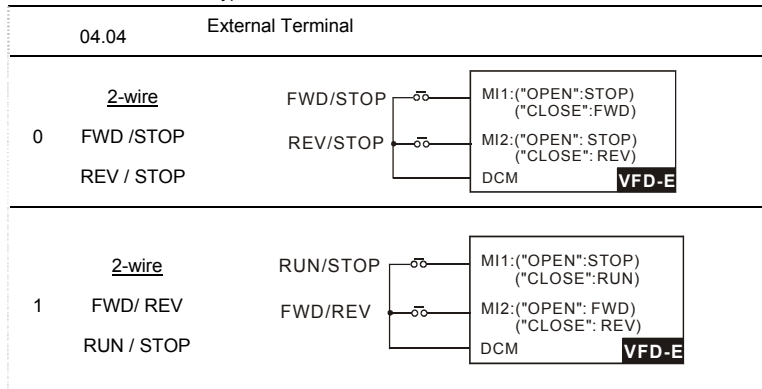 04.04 External Terminal
2-wire
0 FWD /STOP
REV / STOP
FWD/STOP
REV/STOP
MI1:("OPEN":STOP)
("CLOSE":FWD)
MI2:("OPEN": STOP)
("CLOSE": REV)
DCM
VFD-E
2-wire
1 FWD/ REV
RUN / STOP
RUN/STOP
FWD/REV
MI1:("OPEN":STOP)
("CLOSE":RUN)
MI2:("OPEN": FWD)
("CLOSE": REV)
DCM
VFD-E